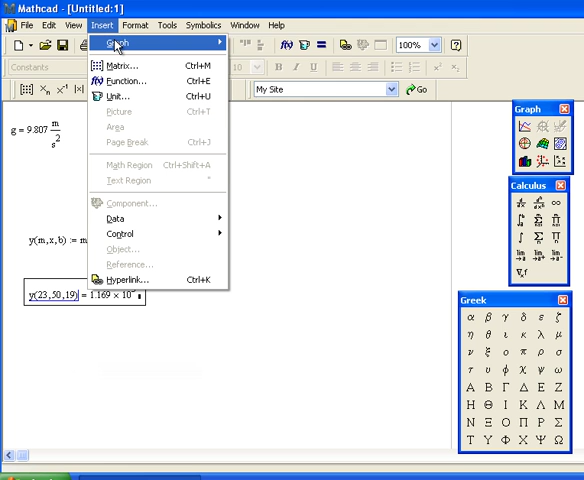 Mathcad - [Untitled:1]
File Edit View Insert Format Tools Symbolics Window Help
Graph
100%
Constants
10
B I U
Matrix... Ctrl+M
Function... Ctrl+E
Unit... Ctrl+U
Picture Ctrl+T
Area
Page Break Ctrl+J
Math Region Ctrl+Shift+A
Text Region "
Component...
Data
Control
Object...
Reference...
Hyperlink... Ctrl+K
My Site
Go
g = 9.807 m
s²
y(m,x,b) := m
y(23,50,19) = 1.169 × 10
Graph
Calculus
Greek
α β γ δ ε ζ
η θ ι κ λ μ
ν ξ ο π ρ σ
τ υ φ χ ψ ω
Α Β Γ Δ Ε Ζ
Η Θ Ι Κ Λ Μ
Ν Ξ Ο Π Ρ Σ
Τ Υ Φ Χ Ψ Ω